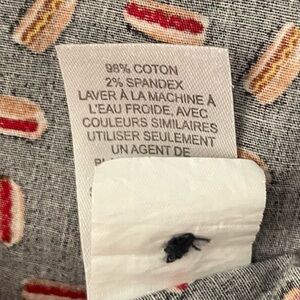 98% COTON
2% SPANDEX
LAVER À LA MACHINE À
L'EAU FROIDE, AVEC
COULEURS SIMILAIRES
UTILISER SEULEMENT
UN AGENT DE